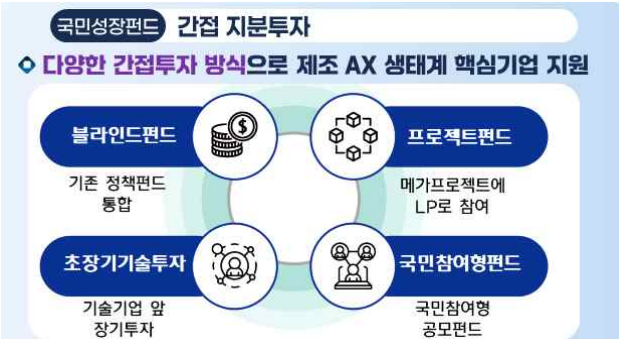 국민성장펀드 간접 지분투자
다양한 간접투자 방식으로 제조 AX 생태계 핵심기업 지원
블라인드펀드
기존 정책펀드
통합
프로젝트펀드
메가프로젝트에
LP로 참여
초장기기술투자
기술기업 앞
장기투자
국민참여형펀드
국민참여형
공모펀드